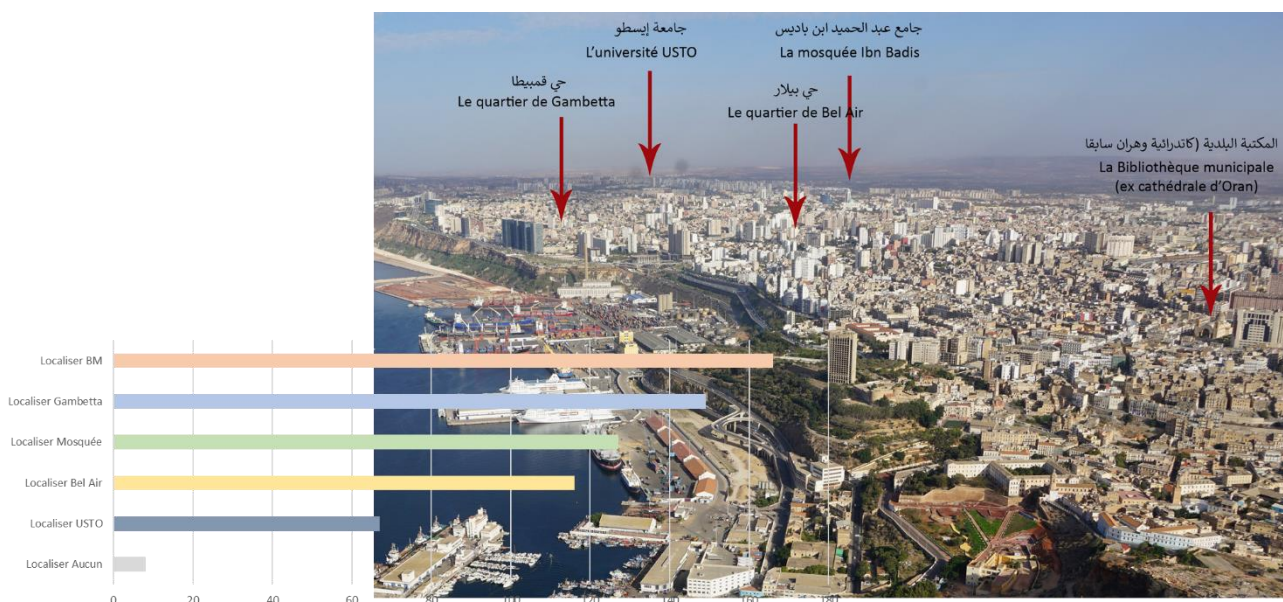 جامعة إيسطو
L'université USTO
جامع عبد الحميد ابن باديس
La mosquée Ibn Badis
حي قمبيطا
Le quartier de Gambetta
حي بيلار
Le quartier de Bel Air
المكتبة البلدية (كاتدرائية وهران سابقا
La Bibliothèque municipale
(ex cathédrale d'Oran)
Localiser BM
Localiser Gambetta
Localiser Mosquée
Localiser Bel Air
Localiser USTO
Localiser Aucun
0 20 40 60 80 100 120 140 160 180